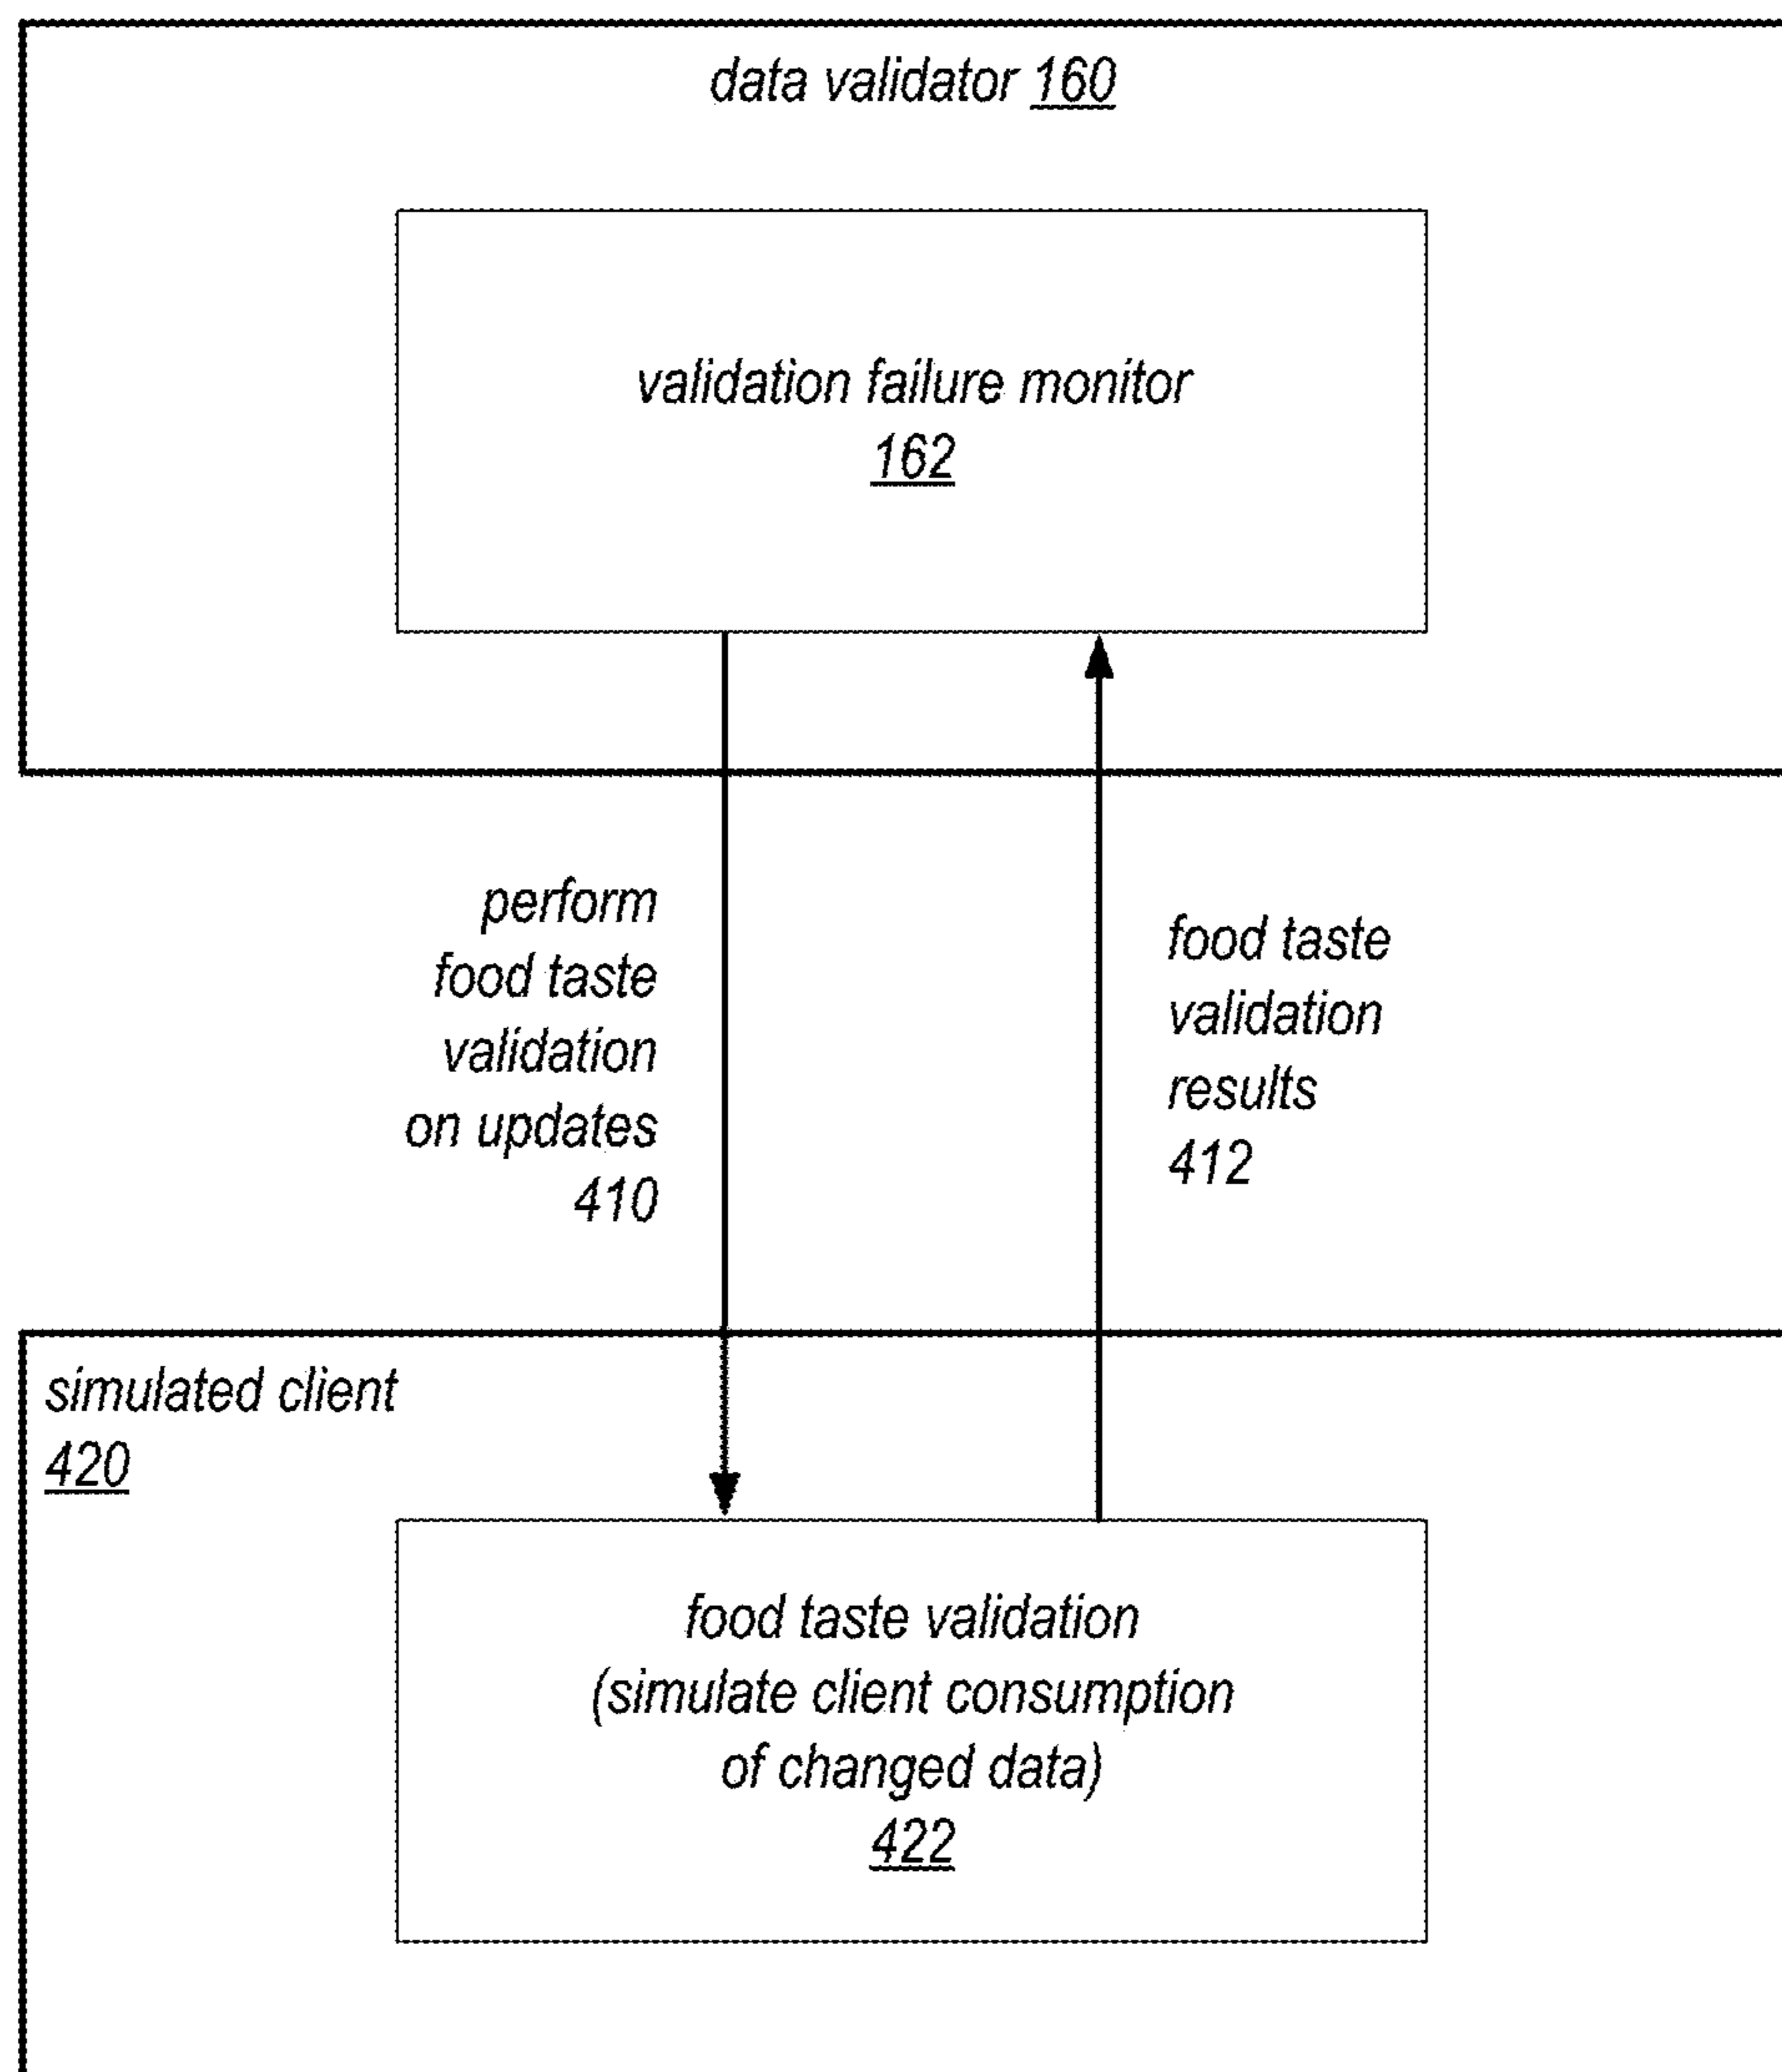 data validator 160
validation failure monitor
162
perform
food taste
validation
on updates
410
food taste
validation
results
412
simulated client
420
food taste validation
(simulate client consumption
of changed data)
422